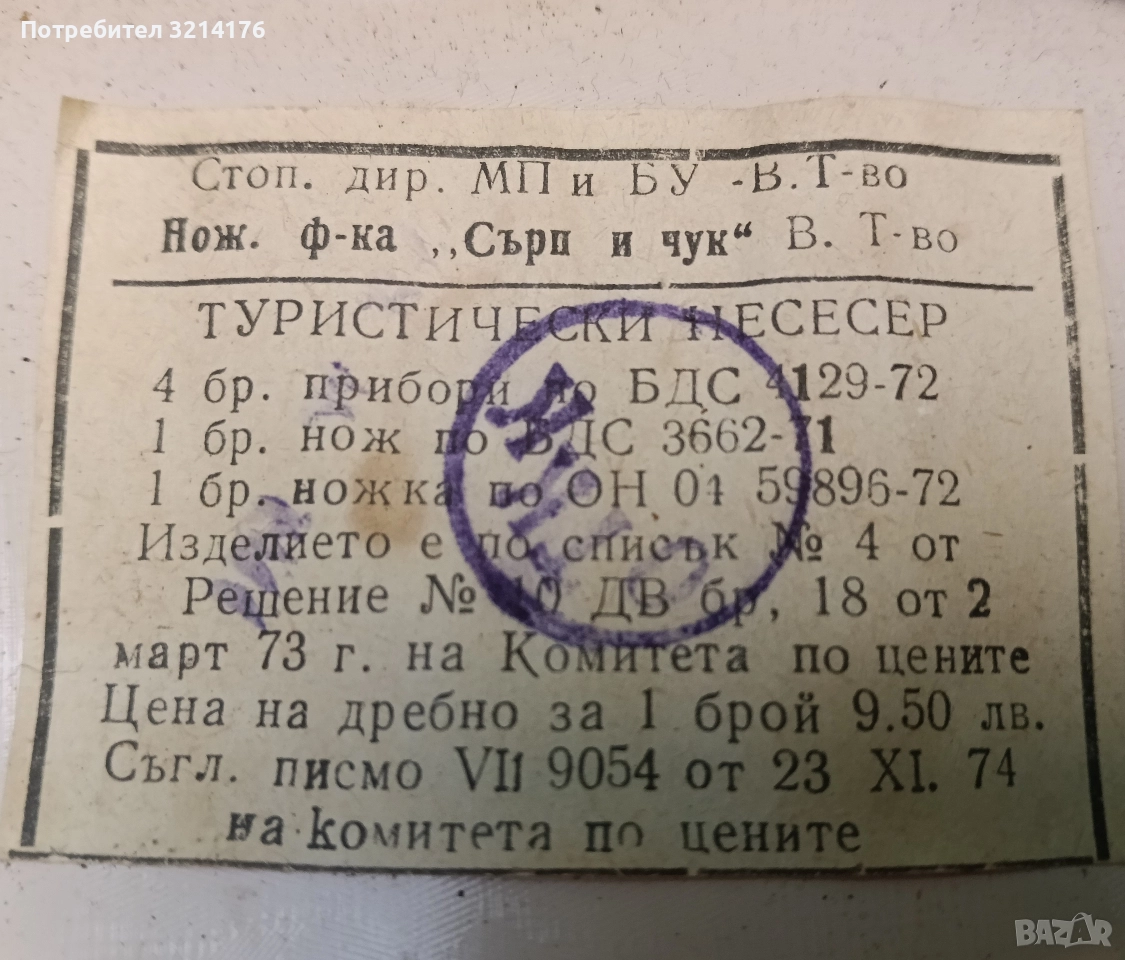 Потребител 3214176
Стоп. дир. МП и БУ -В. Т-во
Нож. ф-ка „Сърп и чук“ В. Т-во
ТУРИСТИЧЕСКИ НЕСЕСЕР
4 бр. прибори по БДС 4129-72
1 бр. нож по БДС 3662-71
1 бр. ножка по ОН 04 59896-72
Изделието е по списък № 4 от
Решение № 10 ДВ бр, 18 от 2
март 73 г. на Комитета по цените
Цена на дребно за 1 брой 9.50 лв.
Съгл. писмо VII 9054 от 23 XI. 74
на комитета по цените
BAZAR